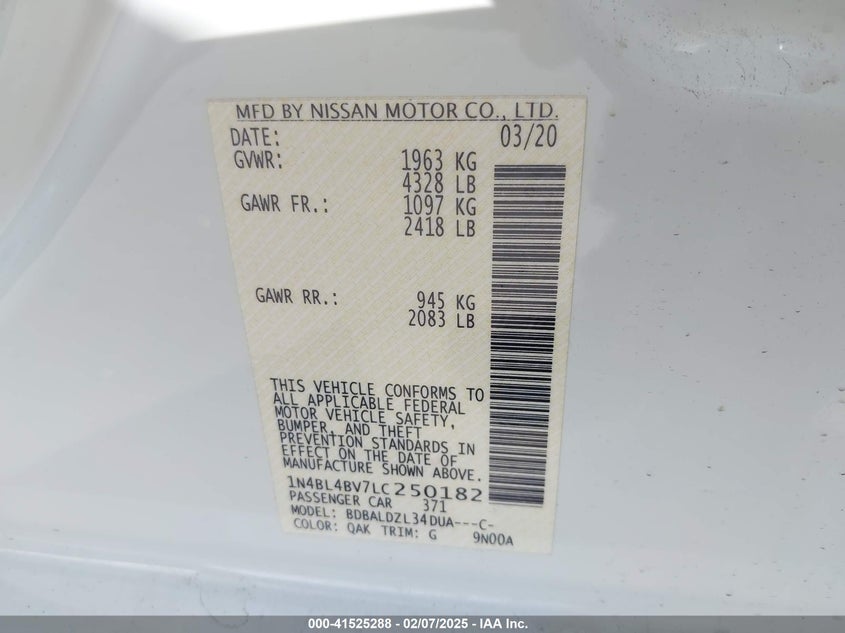 MFD BY NISSAN MOTOR CO., LTD.
DATE: 03/20
GVWR: 1963 KG
4328 LB
GAWR FR.: 1097 KG
2418 LB
GAWR RR.: 945 KG
2083 LB
THIS VEHICLE CONFORMS TO
ALL APPLICABLE FEDERAL
MOTOR VEHICLE SAFETY,
BUMPER, AND THEFT
PREVENTION STANDARDS IN
EFFECT ON THE DATE OF
MANUFACTURE SHOWN ABOVE.
1N4BL4BV7LC250182
PASSENGER CAR 371
MODEL: BDBALDZL34DUA---C-
COLOR: QAK TRIM: G 9N00A
000-41525288 - 02/07/2025 - IAA Inc.